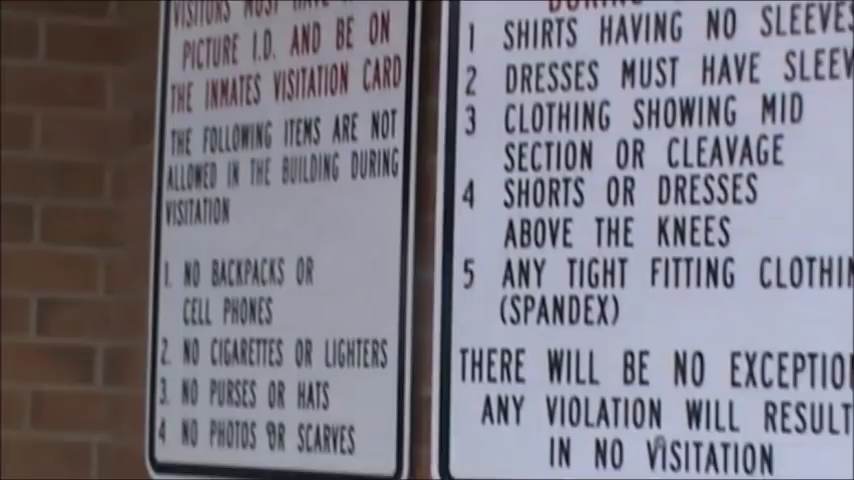 VISITORS MUST HAVE
PICTURE I.D. AND BE ON
THE INMATES VISITATION CARD
THE FOLLOWING ITEMS ARE NOT
ALLOWED IN THE BUILDING DURING
VISITATION
1. NO BACKPACKS OR
CELL PHONES
2. NO CIGARETTES OR LIGHTERS
3. NO PURSES OR HATS
4 NO PHOTOS OR SCARVES
DURING
1 SHIRTS HAVING NO SLEEVES
2 DRESSES MUST HAVE SLEEV
3 CLOTHING SHOWING MID
SECTION OR CLEAVAGE
4 SHORTS OR DRESSES
ABOVE THE KNEES
5 ANY TIGHT FITTING CLOTHIN
(SPANDEX)
THERE WILL BE NO EXCEPTIO
ANY VIOLATION WILL RESULT
IN NO VISITATION